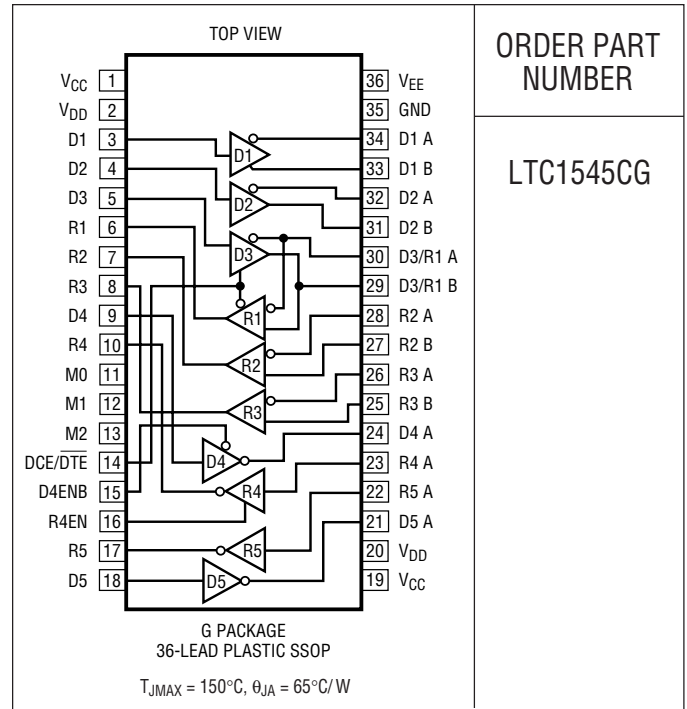 TOP VIEW
ORDER PART
NUMBER
LTC1545CG
VCC 1
VDD 2
D1 3
D2 4
D3 5
R1 6
R2 7
R3 8
D4 9
R4 10
M0 11
M1 12
M2 13
DCE/D̅T̅E̅ 14
D4ENB 15
R4EN 16
R5 17
D5 18
D1
D2
D3
R1
R2
R3
D4
R4
R5
D5
36 VEE
35 GND
34 D1 A
33 D1 B
32 D2 A
31 D2 B
30 D3/R1 A
29 D3/R1 B
28 R2 A
27 R2 B
26 R3 A
25 R3 B
24 D4 A
23 R4 A
22 R5 A
21 D5 A
20 VDD
19 VCC
G PACKAGE
36-LEAD PLASTIC SSOP
TJMAX = 150°C, θJA = 65°C/ W